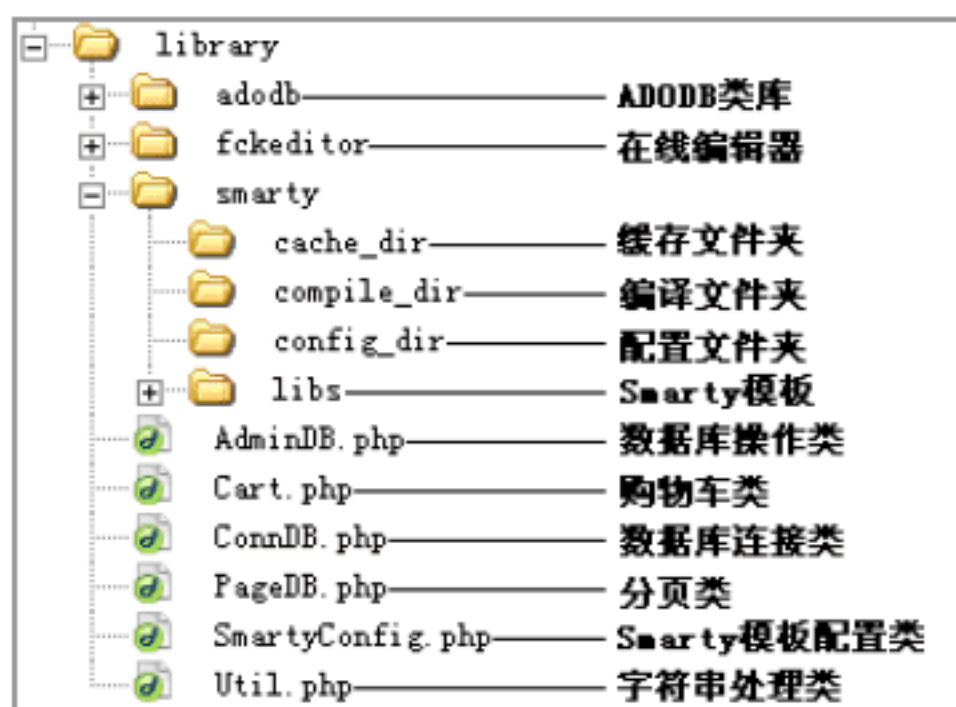 library
adodb ADODB类库
fckeditor 在线编辑器
smarty
cache_dir 缓存文件夹
compile_dir 编译文件夹
config_dir 配置文件夹
libs Smarty模板
AdminDB.php 数据库操作类
Cart.php 购物车类
ConnDB.php 数据库连接类
PageDB.php 分页类
SmartyConfig.php Smarty模板配置类
Util.php 字符串处理类